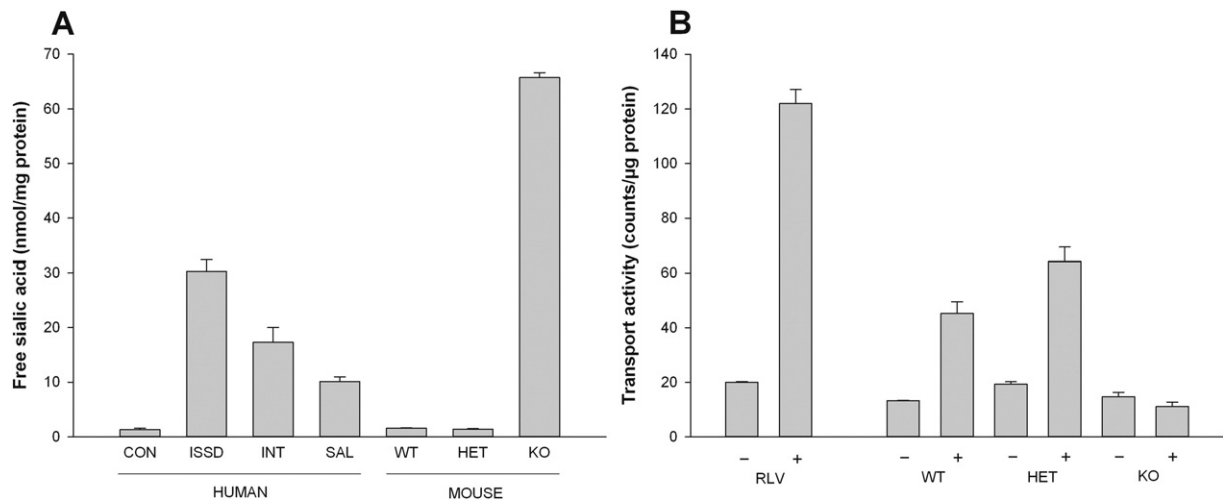 A
Free sialic acid (nmol/mg protein)
70
60
50
40
30
20
10
0
CON ISSD INT SAL WT HET KO
HUMAN MOUSE
B
Transport activity (counts/µg protein)
140
120
100
80
60
40
20
0
– + – + – + – +
RLV WT HET KO